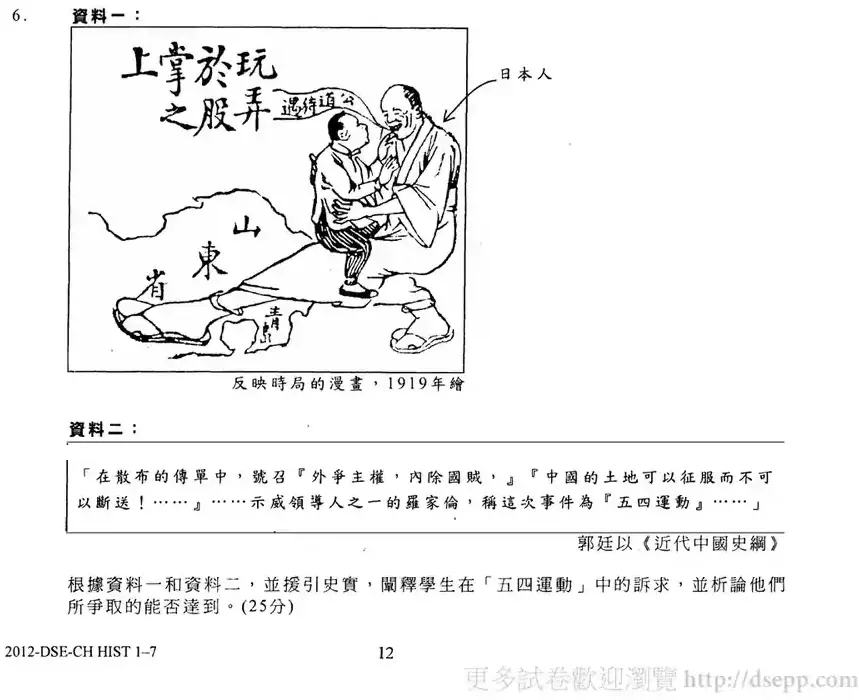 6. 資料一：
上掌於玩
之股弄
遇待道公
日本人
山
東
省
青島
反映時局的漫畫，1919年繪
資料二：
「在散布的傳單中，號召『外爭主權，內除國賊，』『中國的土地可以征服而不可
以斷送！……』……示威領導人之一的羅家倫，稱這次事件為『五四運動』……」
郭廷以《近代中國史綱》
根據資料一和資料二，並援引史實，闡釋學生在「五四運動」中的訴求，並析論他們
所爭取的能否達到。(25分)
2012-DSE-CH HIST 1–7
12
更多試卷歡迎瀏覽 http://dsepp.com